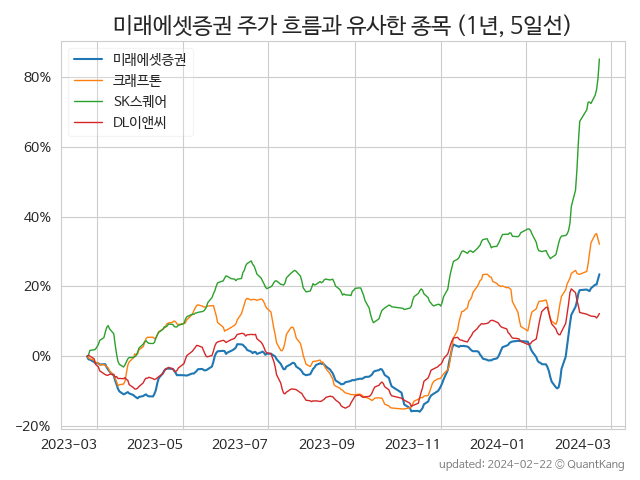 미래에셋증권 주가 흐름과 유사한 종목 (1년, 5일선)
미래에셋증권
크래프톤
SK스퀘어
DL이앤씨
80%
60%
40%
20%
0%
−20%
2023-03 2023-05 2023-07 2023-09 2023-11 2024-01 2024-03
updated: 2024-02-22 © QuantKang